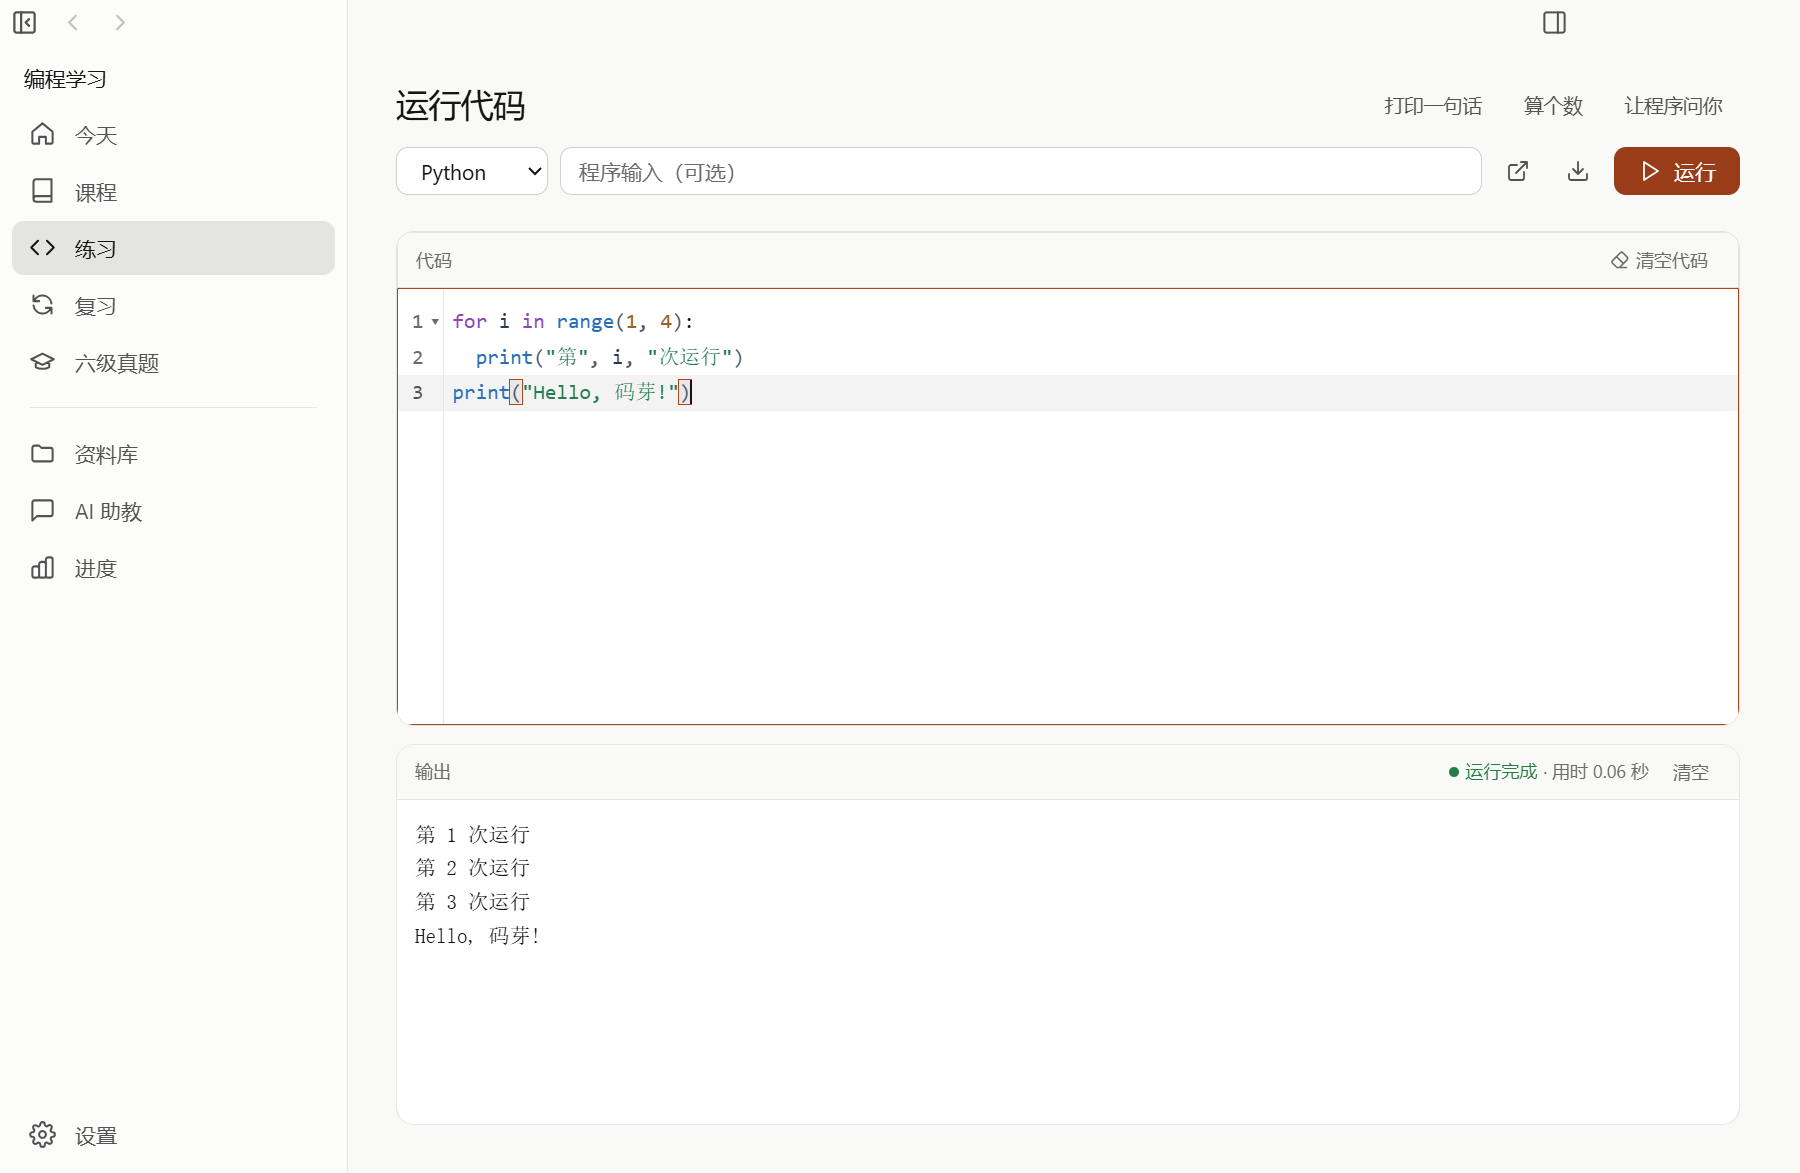 编程学习
今天
课程
练习
复习
六级真题
资料库
AI 助教
进度
设置
运行代码
打印一句话 算个数 让程序问你
Python 程序输入（可选） 运行
代码 清空代码
1 for i in range(1, 4):
2 print("第", i, "次运行")
3 print("Hello, 码芽!")
输出 运行完成 · 用时 0.06 秒 清空
第 1 次运行
第 2 次运行
第 3 次运行
Hello, 码芽!